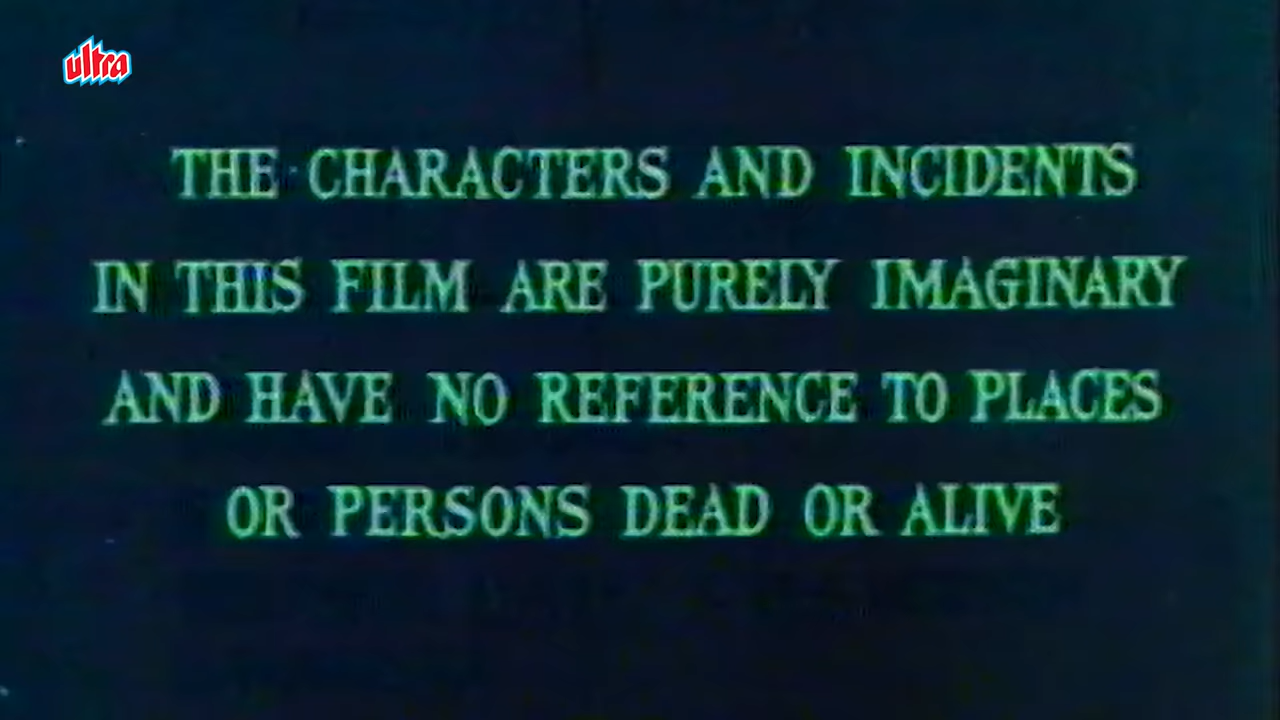 ultra
THE CHARACTERS AND INCIDENTS
IN THIS FILM ARE PURELY IMAGINARY
AND HAVE NO REFERENCE TO PLACES
OR PERSONS DEAD OR ALIVE